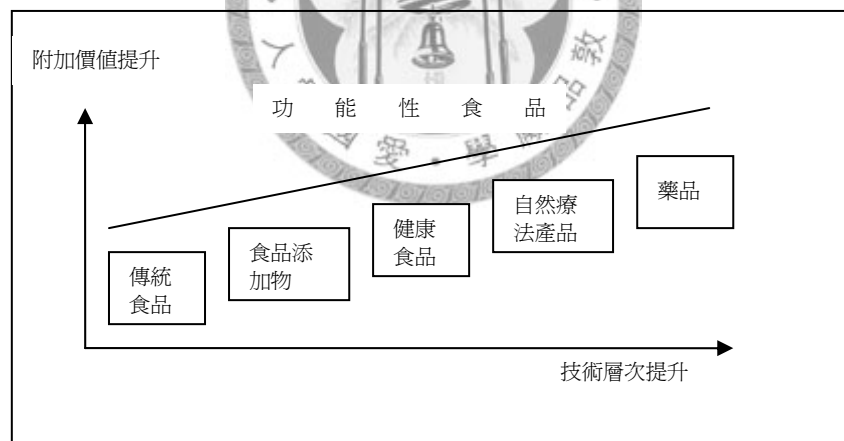 附加價值提升
功能性食品
傳統
食品
食品添
加物
健康
食品
自然療
法產品
藥品
技術層次提升